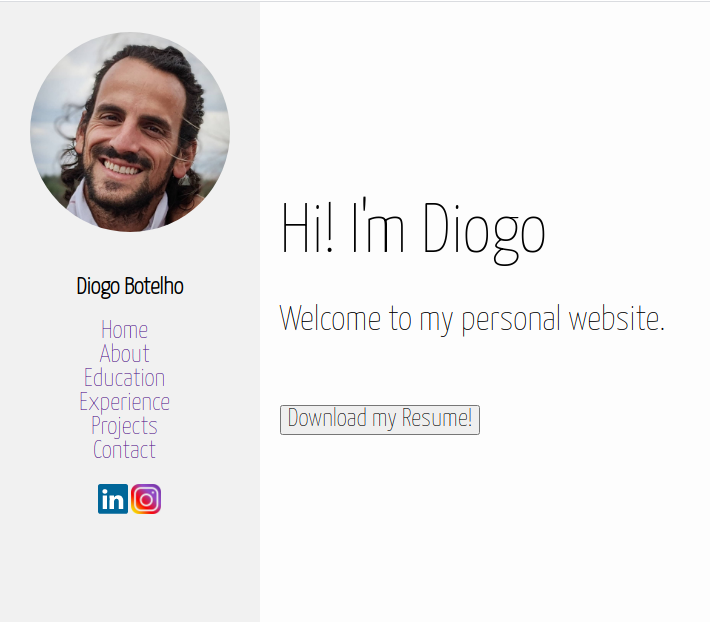 Diogo Botelho
Home
About
Education
Experience
Projects
Contact
in
Hi! I'm Diogo
Welcome to my personal website.
Download my Resume!